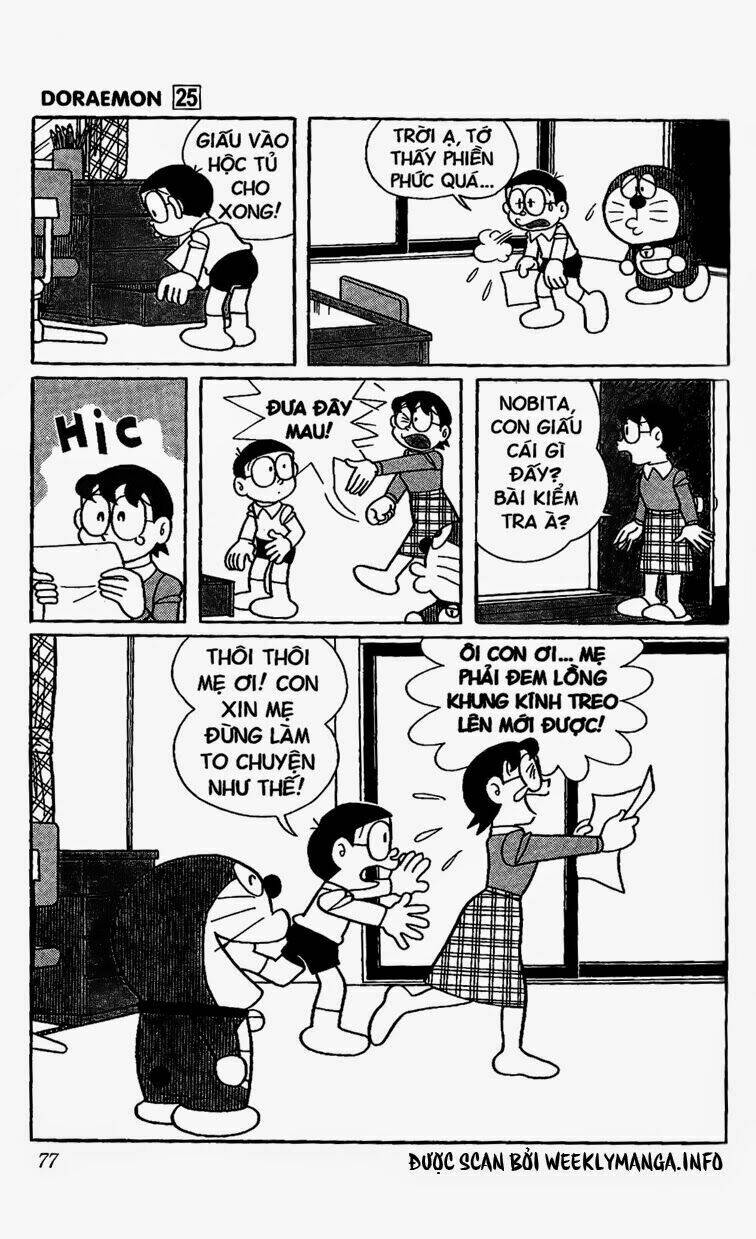 DORAEMON 25
TRỜI Ạ, TỚ
THẤY PHIỀN
PHỨC QUÁ...
GIẤU VÀO
HỘC TỦ
CHO
XONG!
NOBITA,
CON GIẤU
CÁI GÌ
ĐẤY?
BÀI KIỂM
TRA À?
ĐƯA ĐÂY
MAU!
Hic
ÔI CON ƠI... MẸ
PHẢI ĐEM LỒNG
KHUNG KÍNH TREO
LÊN MỚI ĐƯỢC!
THÔI THÔI
MẸ ƠI! CON
XIN MẸ
ĐỪNG LÀM
TO CHUYỆN
NHƯ THẾ!
77
ĐƯỢC SCAN BỞI WEEKLYMANGA.INFO